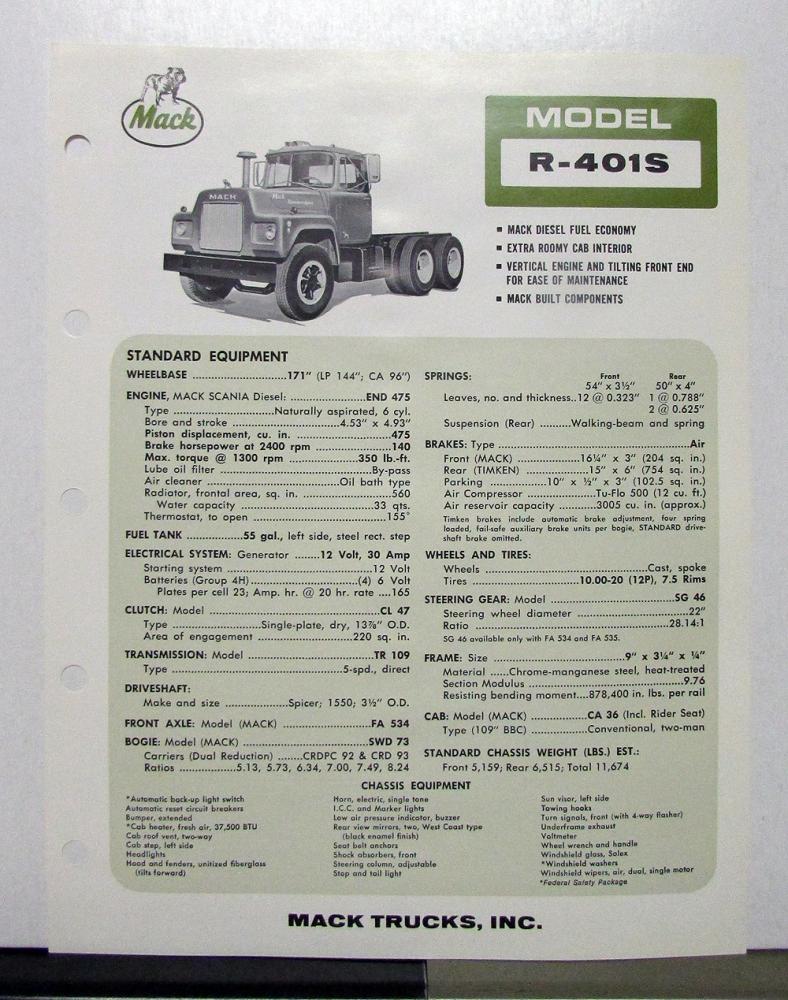 Mack
MODEL
R-401S
MACK
Mack
▪ MACK DIESEL FUEL ECONOMY
▪ EXTRA ROOMY CAB INTERIOR
▪ VERTICAL ENGINE AND TILTING FRONT END
FOR EASE OF MAINTENANCE
▪ MACK BUILT COMPONENTS
STANDARD EQUIPMENT
WHEELBASE ..........171" (LP 144"; CA 96")
ENGINE, MACK SCANIA Diesel: ..........END 475
Type ..........Naturally aspirated, 6 cyl.
Bore and stroke ..........4.53" x 4.93"
Piston displacement, cu. in. ..........475
Brake horsepower at 2400 rpm ..........140
Max. torque @ 1300 rpm ..........350 lb.-ft.
Lube oil filter ..........By-pass
Air cleaner ..........Oil bath type
Radiator, frontal area, sq. in. ..........560
Water capacity ..........33 qts.
Thermostat, to open ..........155°
FUEL TANK ..........55 gal., left side, steel rect. step
ELECTRICAL SYSTEM: Generator .......12 Volt, 30 Amp
Starting system ..........12 Volt
Batteries (Group 4H)..........(4) 6 Volt
Plates per cell 23; Amp. hr. @ 20 hr. rate ....165
CLUTCH: Model ..........CL 47
Type ..........Single-plate, dry, 13⅞" O.D.
Area of engagement ..........220 sq. in.
TRANSMISSION: Model ..........TR 109
Type ..........5-spd., direct
DRIVESHAFT:
Make and size ..........Spicer; 1550; 3½" O.D.
FRONT AXLE: Model (MACK) ..........FA 534
BOGIE: Model (MACK) ..........SWD 73
Carriers (Dual Reduction) .......CRDPC 92 & CRD 93
Ratios ..........5.13, 5.73, 6.34, 7.00, 7.49, 8.24
SPRINGS: Front Rear
54" x 3½" 50" x 4"
Leaves, no. and thickness..12 @ 0.323" 1 @ 0.788"
2 @ 0.625"
Suspension (Rear) .........Walking-beam and spring
BRAKES: Type ..........Air
Front (MACK) ..........16¼" x 3" (204 sq. in.)
Rear (TIMKEN) ..........15" x 6" (754 sq. in.)
Parking ..........10" x ½" x 3" (102.5 sq. in.)
Air Compressor ..........Tu-Flo 500 (12 cu. ft.)
Air reservoir capacity ..........3005 cu. in. (approx.)
Timken brakes include automatic brake adjustment, four spring
loaded, fail-safe auxiliary brake units per bogie, STANDARD drive-
shaft brake omitted.
WHEELS AND TIRES:
Wheels ..........Cast, spoke
Tires ..........10.00-20 (12P), 7.5 Rims
STEERING GEAR: Model ..........SG 46
Steering wheel diameter ..........22"
Ratio ..........28.14:1
SG 46 available only with FA 534 and FA 535.
FRAME: Size ..........9" x 3¼" x ¼"
Material ......Chrome-manganese steel, heat-treated
Section Modulus ..........9.76
Resisting bending moment....878,400 in. lbs. per rail
CAB: Model (MACK) ..........CA 36 (Incl. Rider Seat)
Type (109" BBC) ..........Conventional, two-man
STANDARD CHASSIS WEIGHT (LBS.) EST.:
Front 5,159; Rear 6,515; Total 11,674
CHASSIS EQUIPMENT
*Automatic back-up light switch
Automatic reset circuit breakers
Bumper, extended
*Cab heater, fresh air, 37,500 BTU
Cab roof vent, two-way
Cab step, left side
Headlights
Hood and fenders, unitized fiberglass
(tilts forward)
Horn, electric, single tone
I.C.C. and Marker lights
Low air pressure indicator, buzzer
Rear view mirrors, two, West Coast type
(black enamel finish)
Seat belt anchors
Shock absorbers, front
Steering column, adjustable
Stop and tail light
Sun visor, left side
Towing hooks
Turn signals, front (with 4-way flasher)
Underframe exhaust
Voltmeter
Wheel wrench and handle
Windshield glass, Solex
*Windshield washers
Windshield wipers, air, dual, single motor
*Federal Safety Package
MACK TRUCKS, INC.